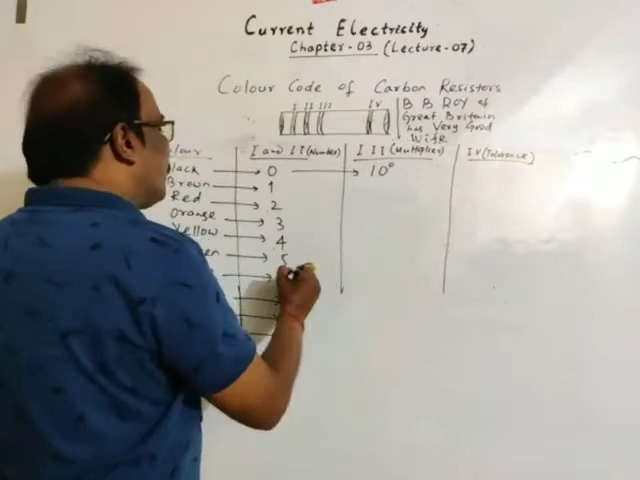 Current Electricity
Chapter-03 (Lecture-07)
Colour Code of Carbon Resistors
I II III IV
B B ROY of
Great Britain
has Very Good
Wife
I and II (Number) III (Multiplier) IV (Tolerance)
0 10⁰
Brown 1
Red 2
Orange 3
Yellow 4
5